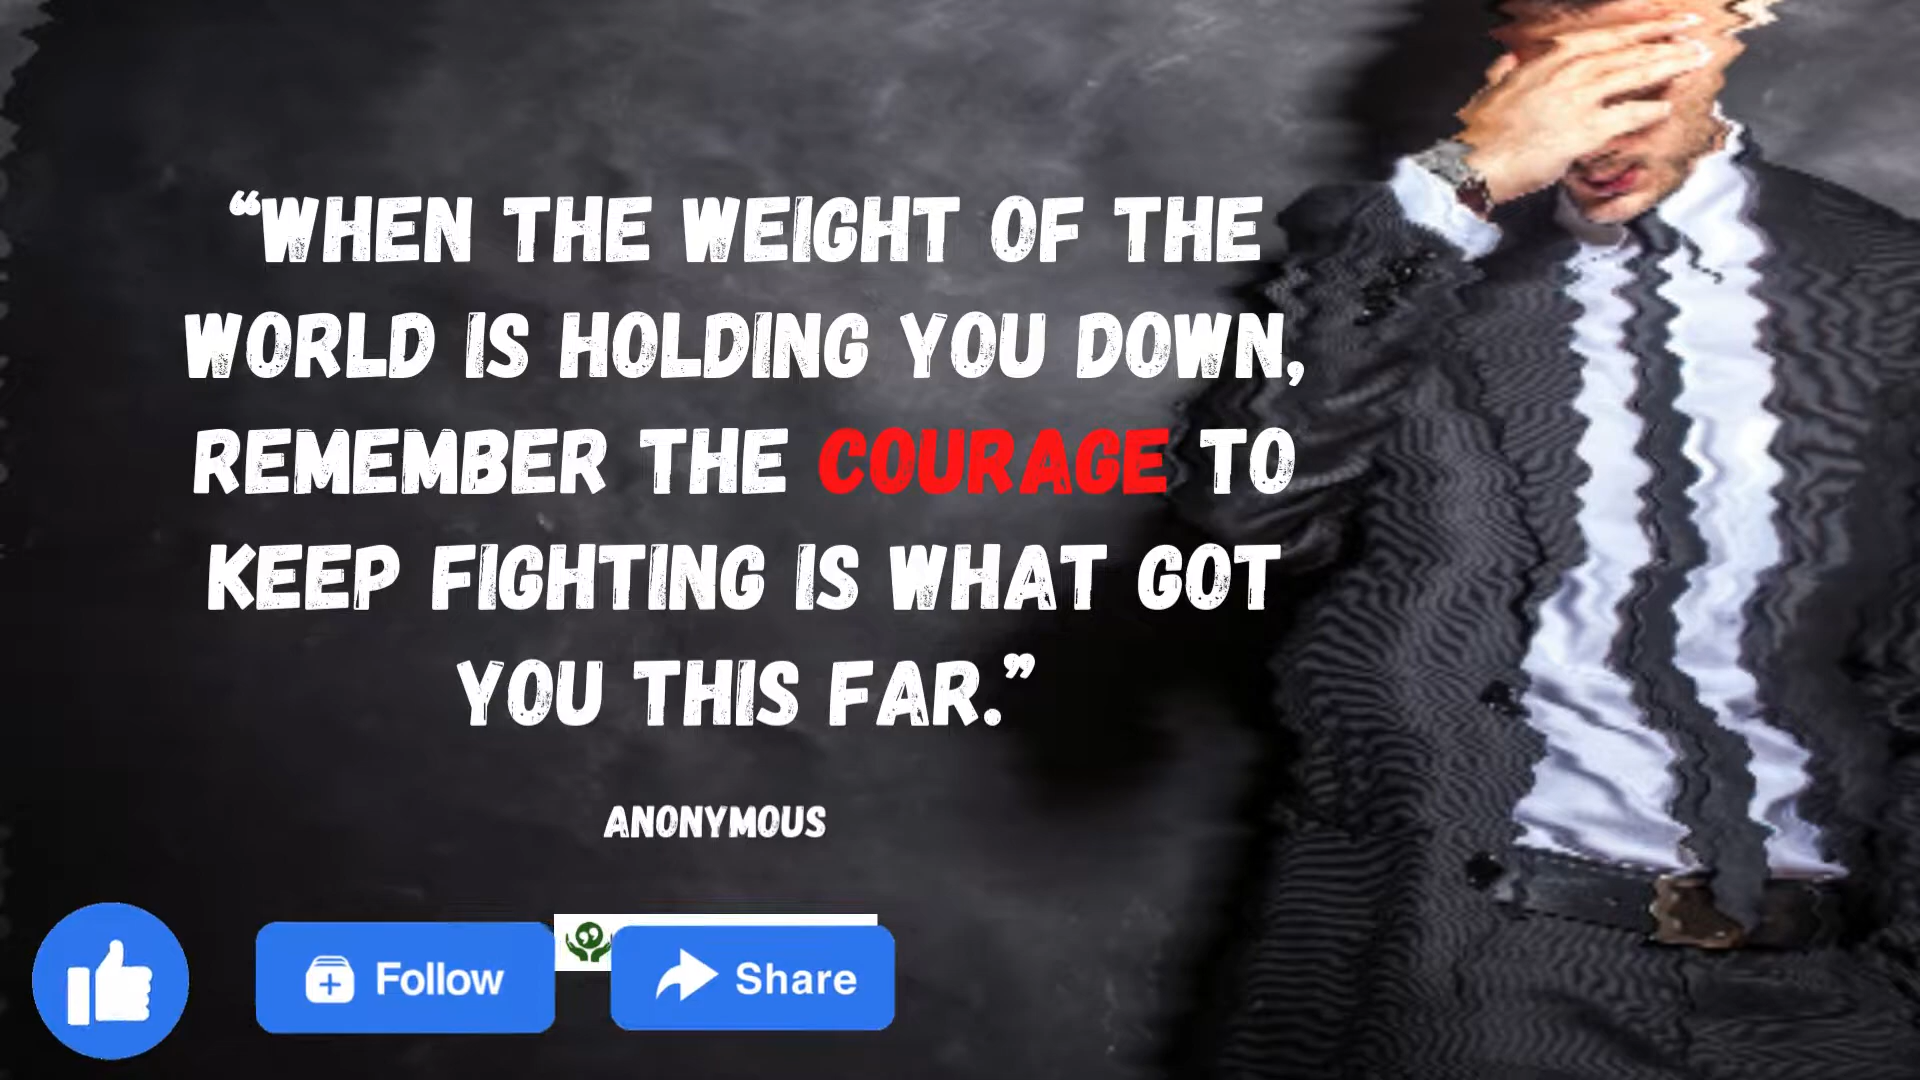 “WHEN THE WEIGHT OF THE
WORLD IS HOLDING YOU DOWN,
REMEMBER THE COURAGE TO
KEEP FIGHTING IS WHAT GOT
YOU THIS FAR.”
ANONYMOUS
Follow
Share